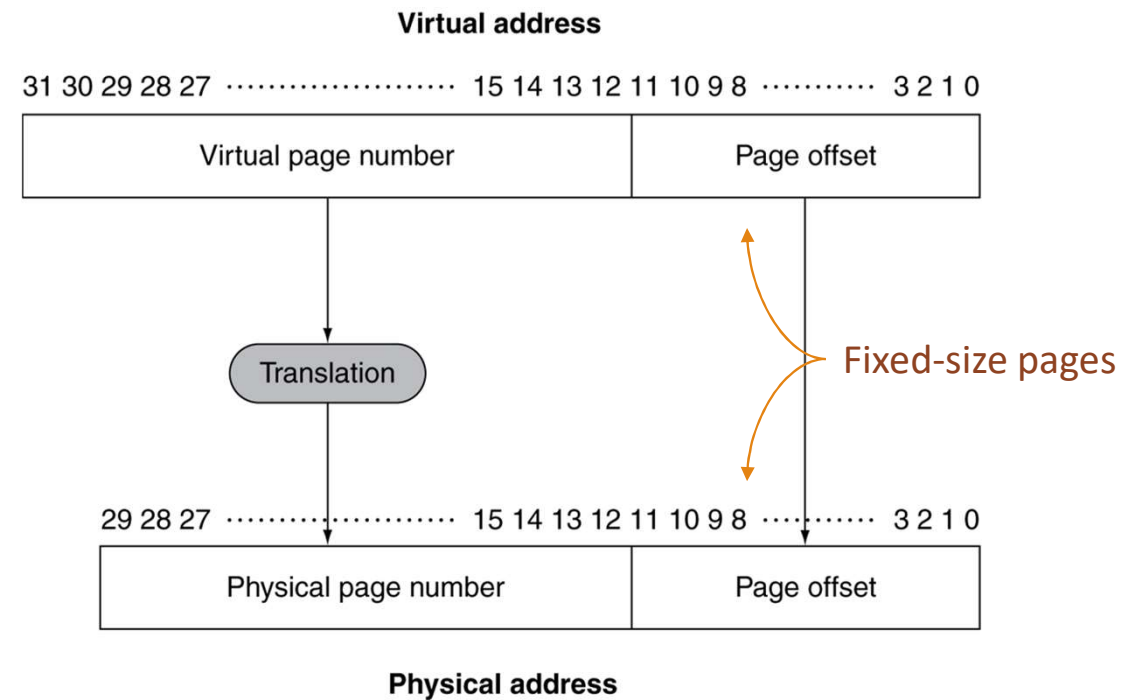 Virtual address
31 30 29 28 27 ······················ 15 14 13 12 11 10 9 8 ··········· 3 2 1 0
Virtual page number Page offset
Translation
Fixed-size pages
29 28 27 ······················ 15 14 13 12 11 10 9 8 ··········· 3 2 1 0
Physical page number Page offset
Physical address